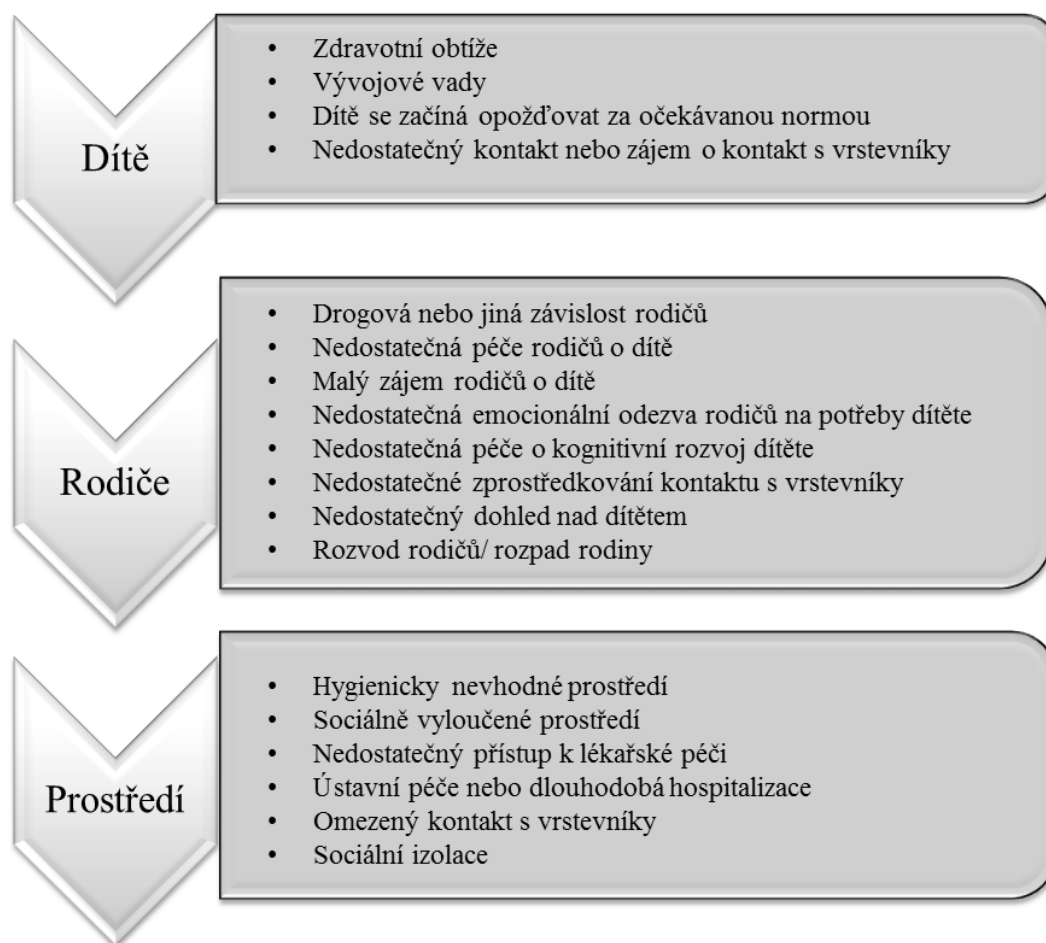 Dítě
• Zdravotní obtíže
• Vývojové vady
• Dítě se začíná opožďovat za očekávanou normou
• Nedostatečný kontakt nebo zájem o kontakt s vrstevníky
Rodiče
• Drogová nebo jiná závislost rodičů
• Nedostatečná péče rodičů o dítě
• Malý zájem rodičů o dítě
• Nedostatečná emocionální odezva rodičů na potřeby dítěte
• Nedostatečná péče o kognitivní rozvoj dítěte
• Nedostatečné zprostředkování kontaktu s vrstevníky
• Nedostatečný dohled nad dítětem
• Rozvod rodičů/ rozpad rodiny
Prostředí
• Hygienicky nevhodné prostředí
• Sociálně vyloučené prostředí
• Nedostatečný přístup k lékařské péči
• Ústavní péče nebo dlouhodobá hospitalizace
• Omezený kontakt s vrstevníky
• Sociální izolace